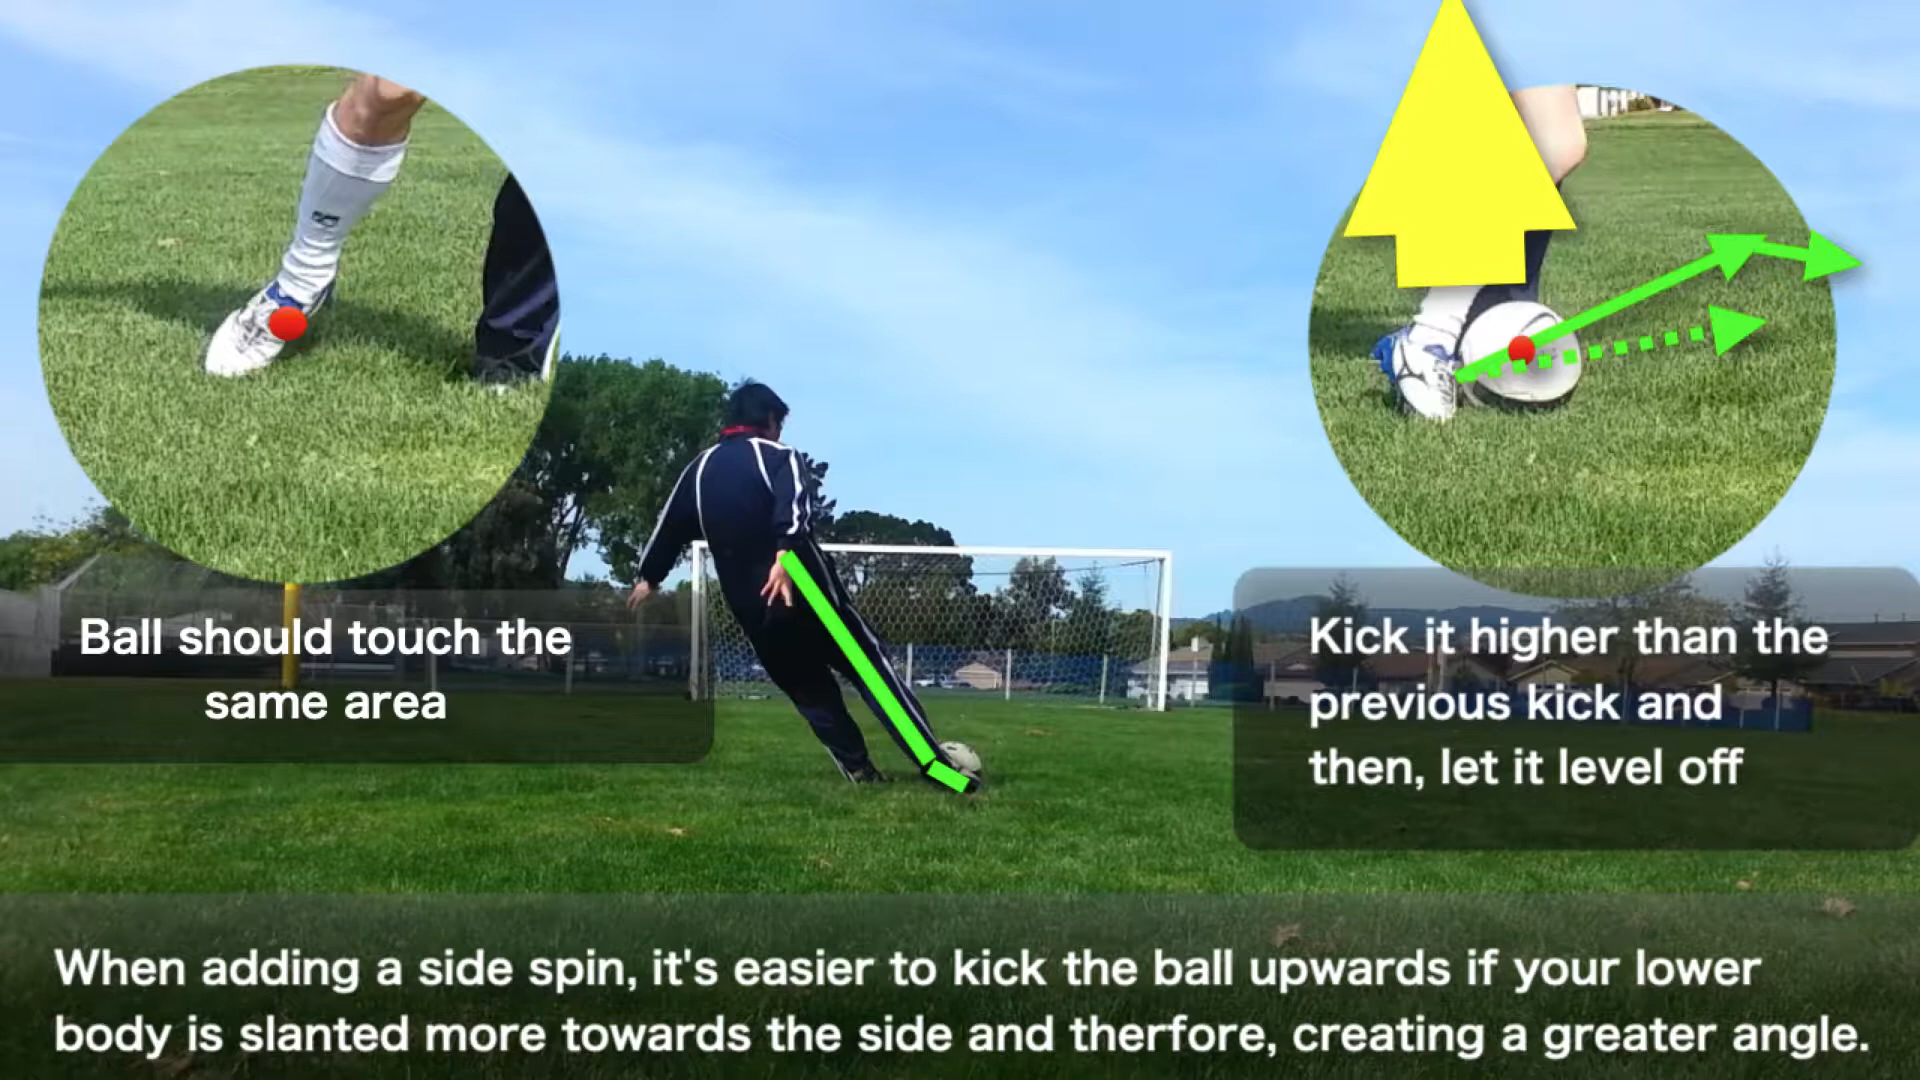 Ball should touch the
same area
Kick it higher than the
previous kick and
then, let it level off
When adding a side spin, it's easier to kick the ball upwards if your lower
body is slanted more towards the side and therfore, creating a greater angle.